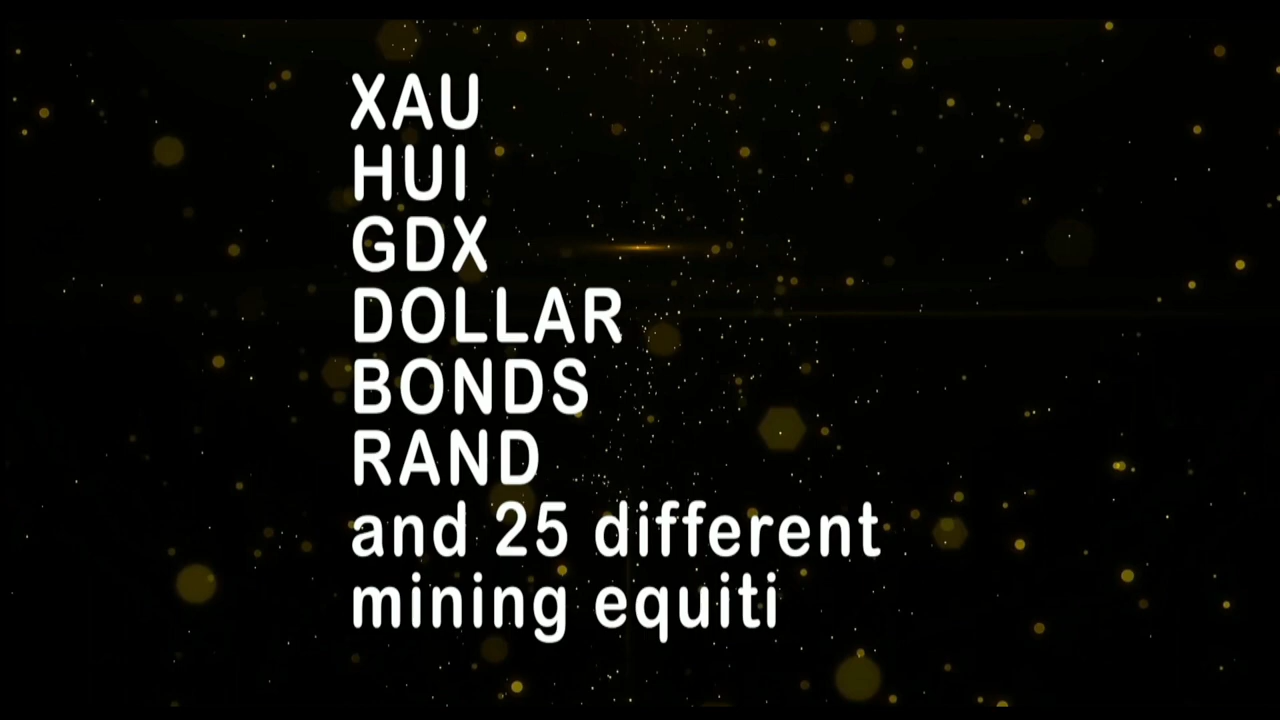 XAU
HUI
GDX
DOLLAR
BONDS
RAND
and 25 different
mining equiti